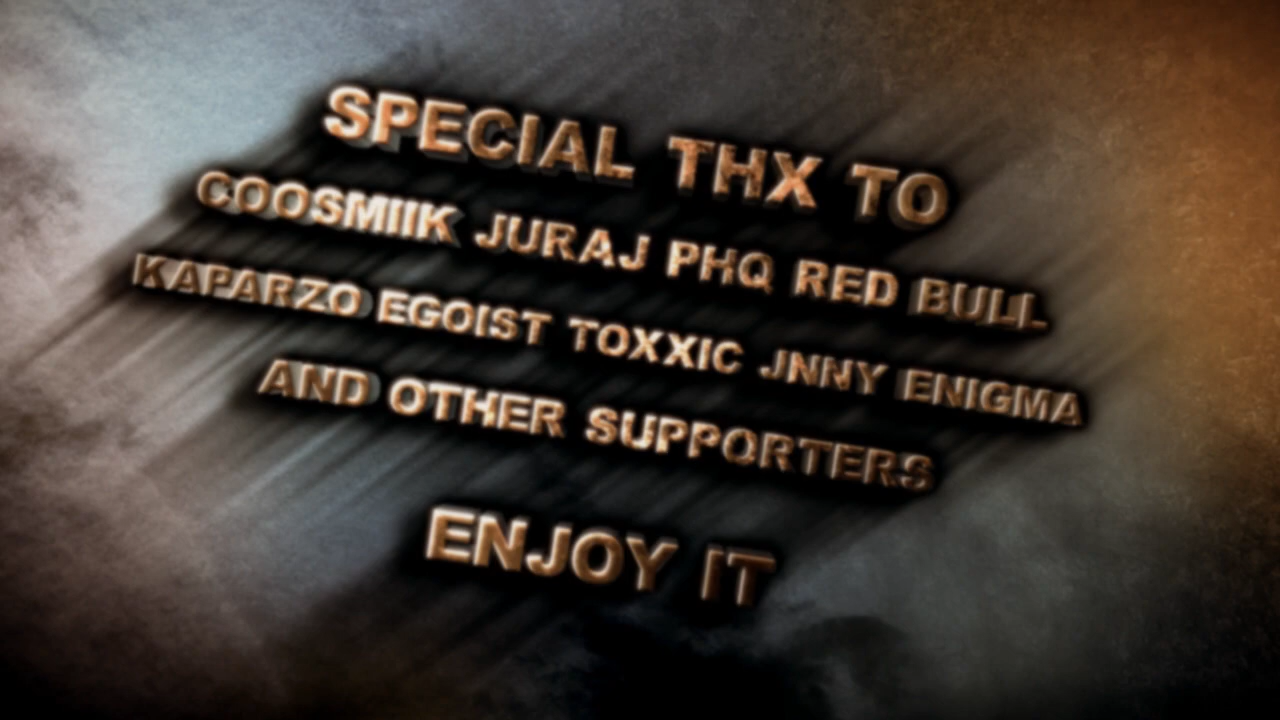 SPECIAL THX TO
COOSMIIK JURAJ PHQ RED BULL
KAPARZO EGOIST TOXXIC JNNY ENIGMA
AND OTHER SUPPORTERS
ENJOY IT